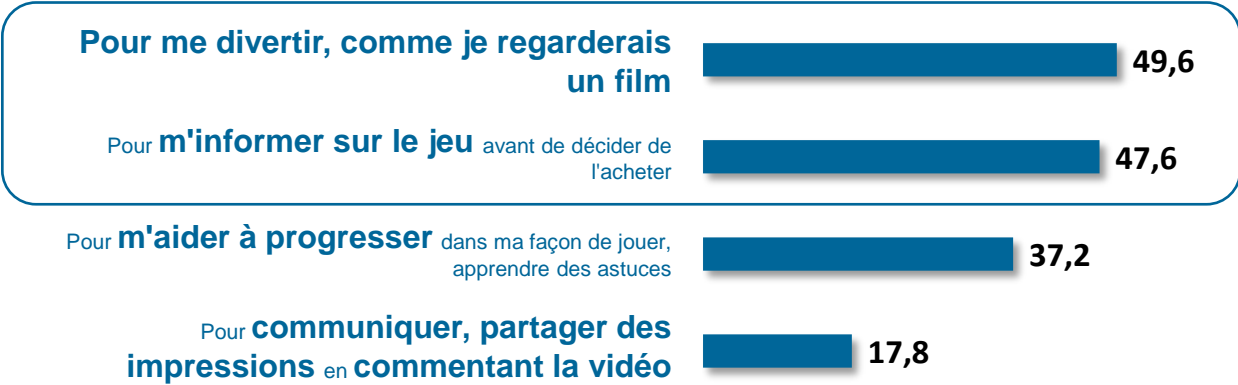 Pour me divertir, comme je regarderais
un film
49,6
Pour m'informer sur le jeu avant de décider de
l'acheter
47,6
Pour m'aider à progresser dans ma façon de jouer,
apprendre des astuces
37,2
Pour communiquer, partager des
impressions en commentant la vidéo
17,8